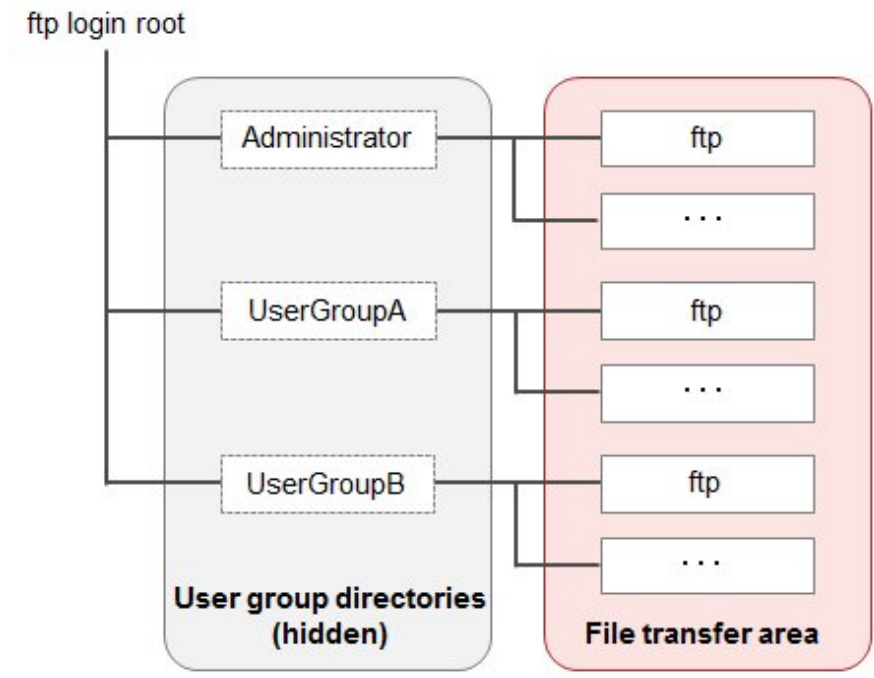 ftp login root
Administrator
ftp
...
UserGroupA
ftp
...
UserGroupB
ftp
...
User group directories
(hidden)
File transfer area